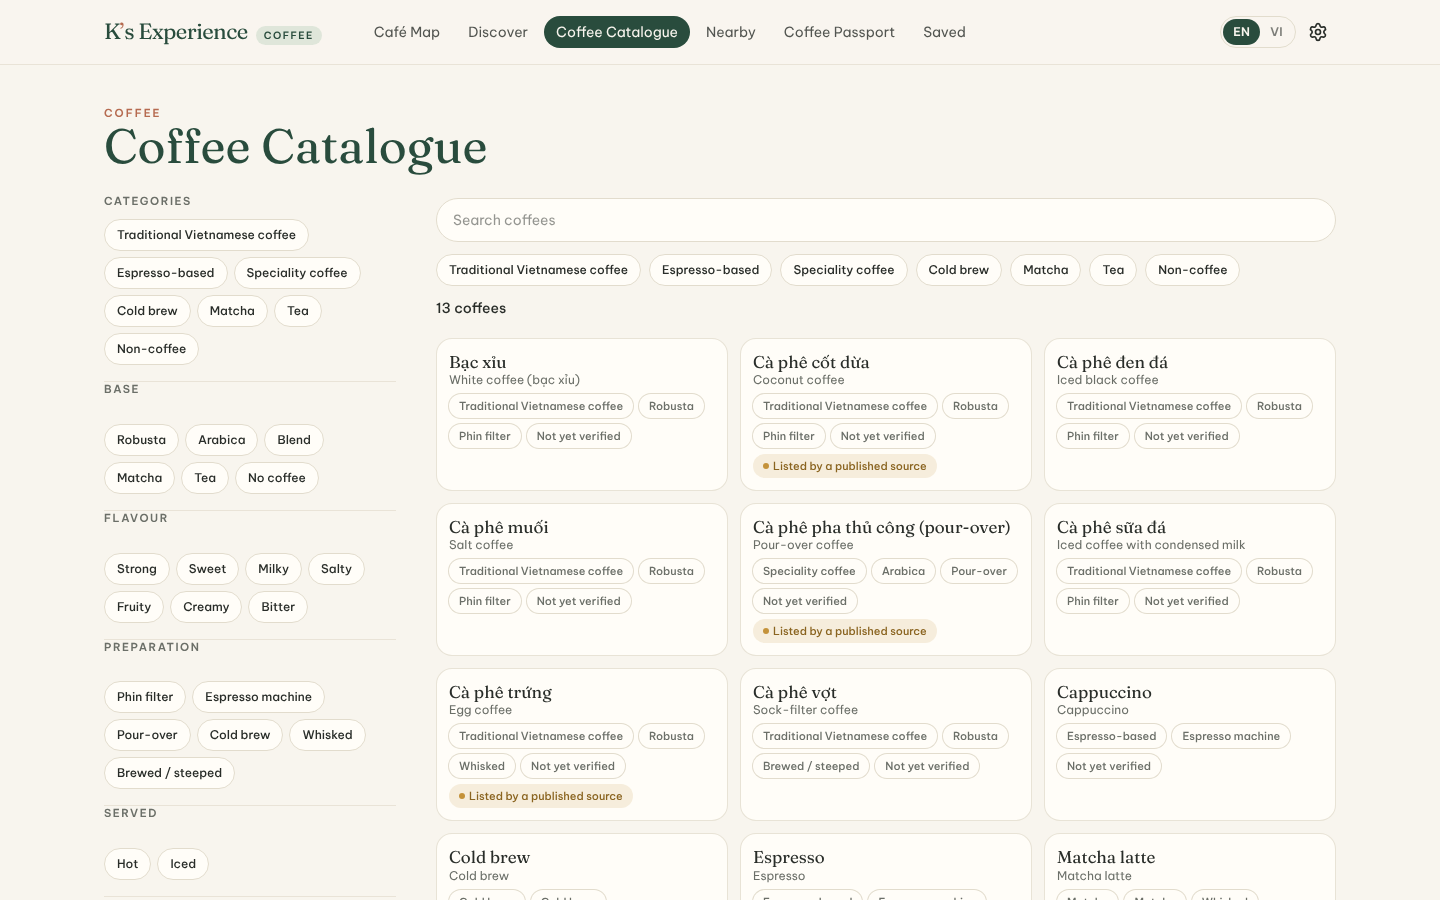 K's Experience COFFEE
Café Map Discover Coffee Catalogue Nearby Coffee Passport Saved
EN VI
COFFEE
Coffee Catalogue
CATEGORIES
Traditional Vietnamese coffee
Espresso-based Speciality coffee
Cold brew Matcha Tea
Non-coffee
BASE
Robusta Arabica Blend
Matcha Tea No coffee
FLAVOUR
Strong Sweet Milky Salty
Fruity Creamy Bitter
PREPARATION
Phin filter Espresso machine
Pour-over Cold brew Whisked
Brewed / steeped
SERVED
Hot Iced
Search coffees
Traditional Vietnamese coffee Espresso-based Speciality coffee Cold brew Matcha Tea Non-coffee
13 coffees
Bạc xỉu
White coffee (bạc xỉu)
Traditional Vietnamese coffee Robusta
Phin filter Not yet verified
Cà phê cốt dừa
Coconut coffee
Traditional Vietnamese coffee Robusta
Phin filter Not yet verified
Listed by a published source
Cà phê đen đá
Iced black coffee
Traditional Vietnamese coffee Robusta
Phin filter Not yet verified
Cà phê muối
Salt coffee
Traditional Vietnamese coffee Robusta
Phin filter Not yet verified
Cà phê pha thủ công (pour-over)
Pour-over coffee
Speciality coffee Arabica Pour-over
Not yet verified
Listed by a published source
Cà phê sữa đá
Iced coffee with condensed milk
Traditional Vietnamese coffee Robusta
Phin filter Not yet verified
Cà phê trứng
Egg coffee
Traditional Vietnamese coffee Robusta
Whisked Not yet verified
Listed by a published source
Cà phê vợt
Sock-filter coffee
Traditional Vietnamese coffee Robusta
Brewed / steeped Not yet verified
Cappuccino
Cappuccino
Espresso-based Espresso machine
Not yet verified
Cold brew
Cold brew
Espresso
Espresso
Matcha latte
Matcha latte